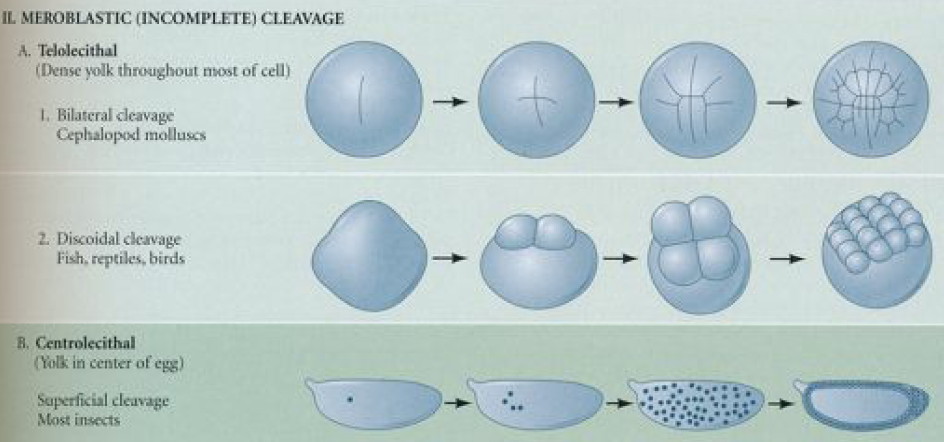 II. MEROBLASTIC (INCOMPLETE) CLEAVAGE
A. Telolecithal
(Dense yolk throughout most of cell)
1. Bilateral cleavage
Cephalopod molluscs
2. Discoidal cleavage
Fish, reptiles, birds
B. Centrolecithal
(Yolk in center of egg)
Superficial cleavage
Most insects